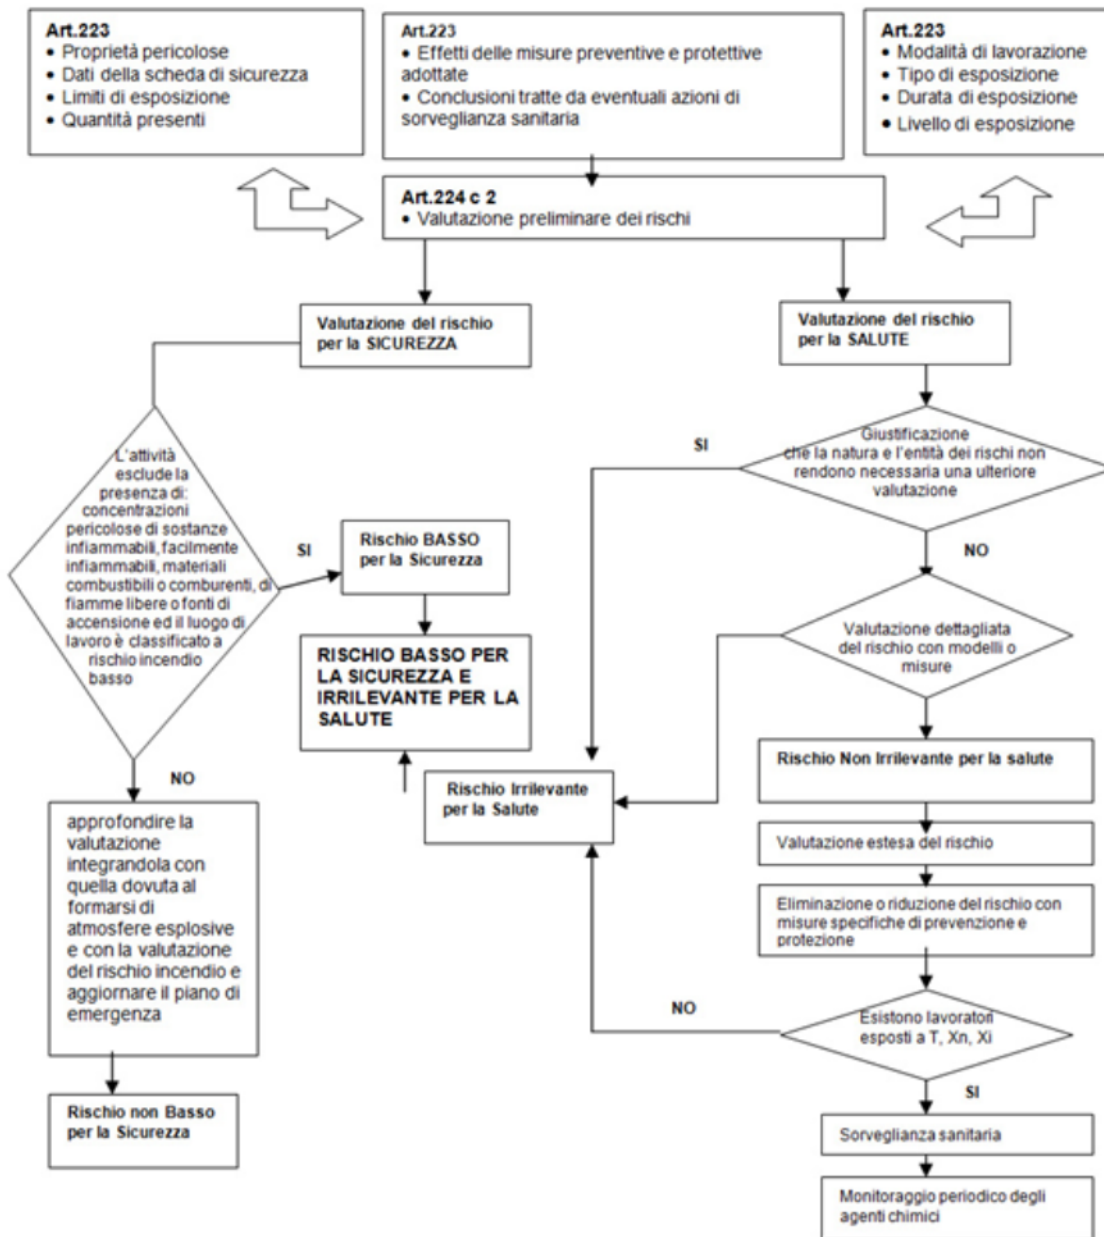 Art.223
• Proprietà pericolose
• Dati della scheda di sicurezza
• Limiti di esposizione
• Quantità presenti
Art.223
• Effetti delle misure preventive e protettive
adottate
• Conclusioni tratte da eventuali azioni di
sorveglianza sanitaria
Art.223
• Modalità di lavorazione
• Tipo di esposizione
• Durata di esposizione
• Livello di esposizione
Art.224 c 2
• Valutazione preliminare dei rischi
Valutazione del rischio
per la SICUREZZA
Valutazione del rischio
per la SALUTE
L'attività
esclude la
presenza di:
concentrazioni
pericolose di sostanze
infiammabili, facilmente
infiammabili, materiali
combustibili o comburenti, di
fiamme libere o fonti di
accensione ed il luogo di
lavoro è classificato a
rischio incendio
basso
SI
Rischio BASSO
per la Sicurezza
RISCHIO BASSO PER
LA SICUREZZA E
IRRILEVANTE PER LA
SALUTE
NO
approfondire la
valutazione
integrandola con
quella dovuta al
formarsi di
atmosfere esplosive
e con la valutazione
del rischio incendio e
aggiornare il piano di
emergenza
Rischio non Basso
per la Sicurezza
SI
Giustificazione
che la natura e l'entità dei rischi non
rendono necessaria una ulteriore
valutazione
NO
Valutazione dettagliata
del rischio con modelli o
misure
Rischio Irrilevante
per la Salute
Rischio Non Irrilevante per la salute
Valutazione estesa del rischio
Eliminazione o riduzione del rischio con
misure specifiche di prevenzione e
protezione
NO
Esistono lavoratori
esposti a T, Xn, Xi
SI
Sorveglianza sanitaria
Monitoraggio periodico degli
agenti chimici